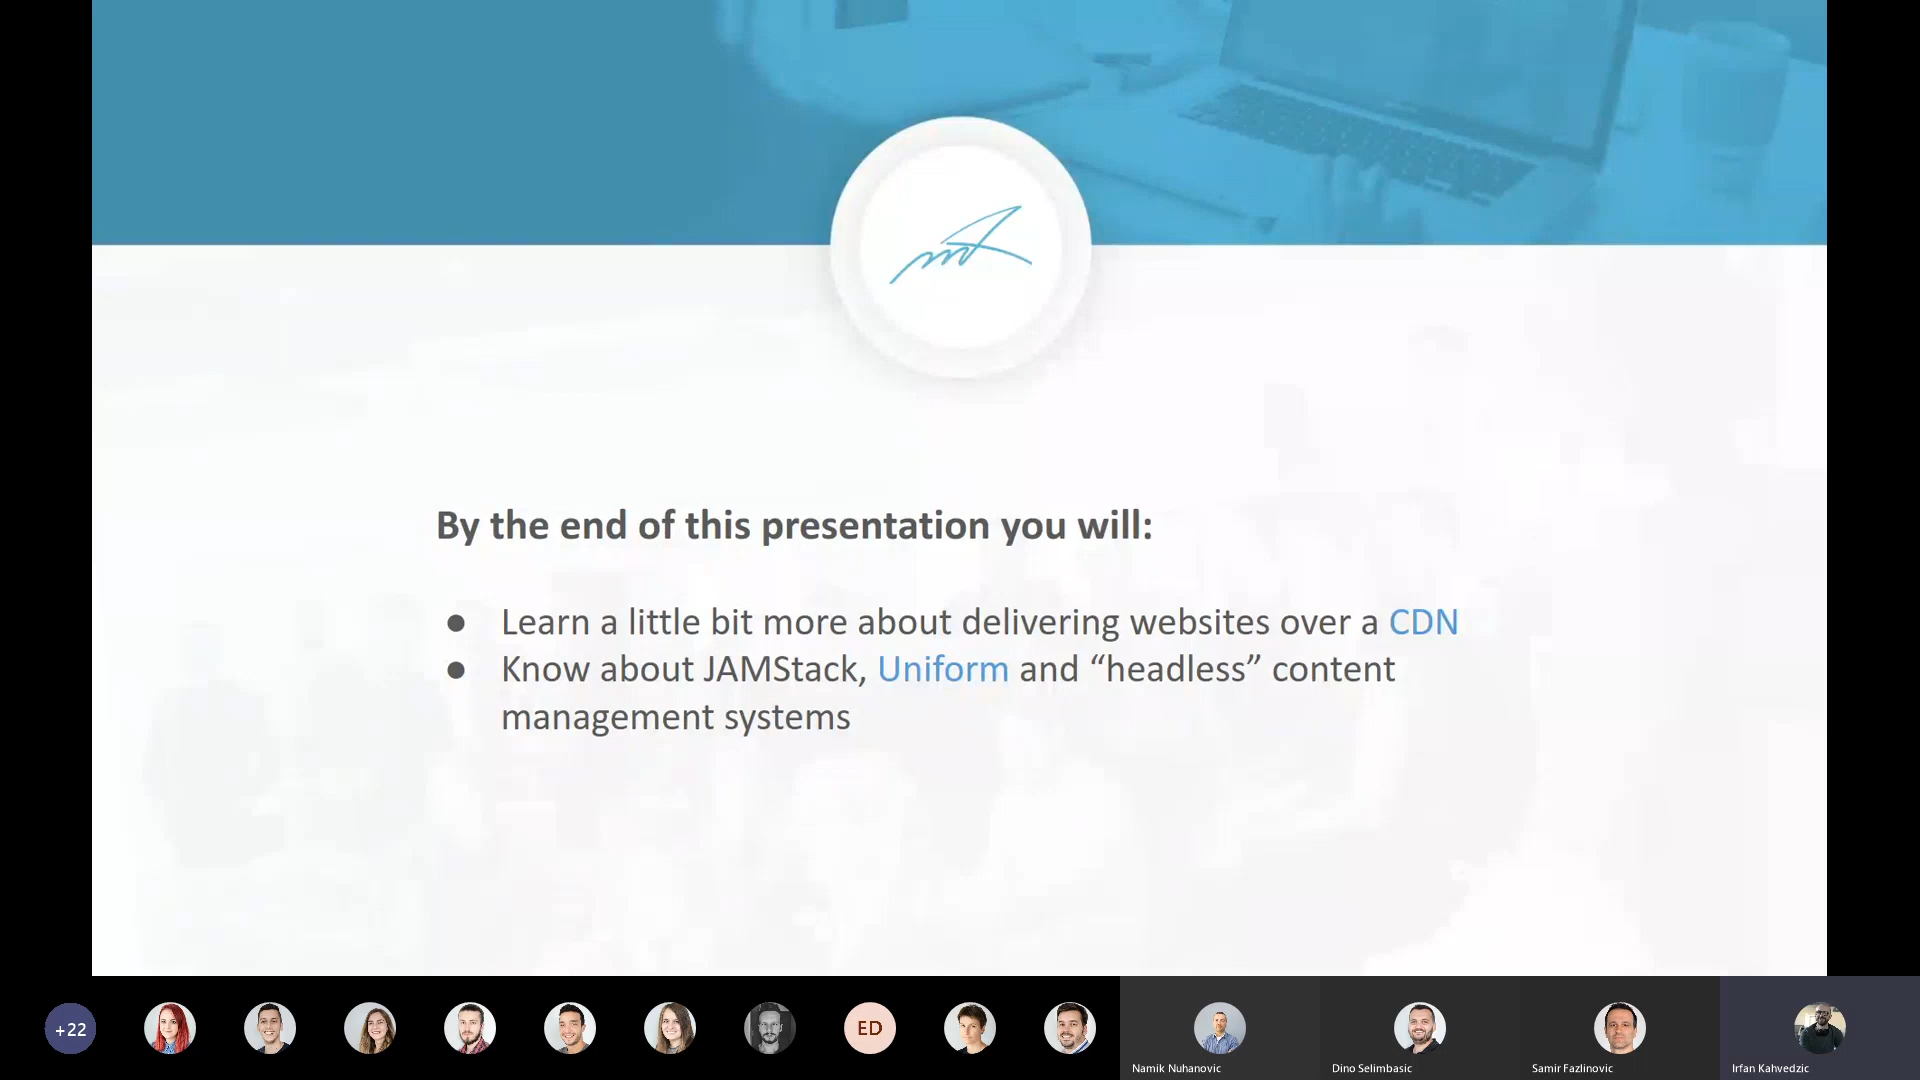 By the end of this presentation you will:
● Learn a little bit more about delivering websites over a CDN
● Know about JAMStack, Uniform and “headless” content
management systems
+22
ED
Namik Nuhanovic
Dino Selimbasic
Samir Fazlinovic
Irfan Kahvedzic